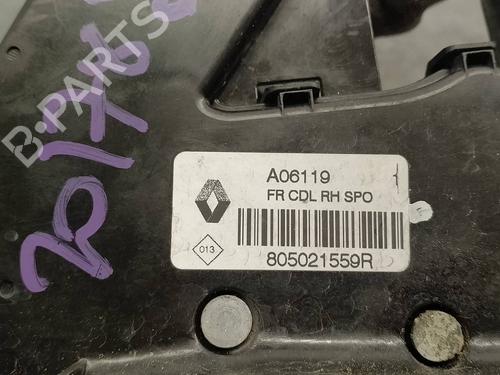 B-PARTS
A06119
FR CDL RH SPO
013
805021559R